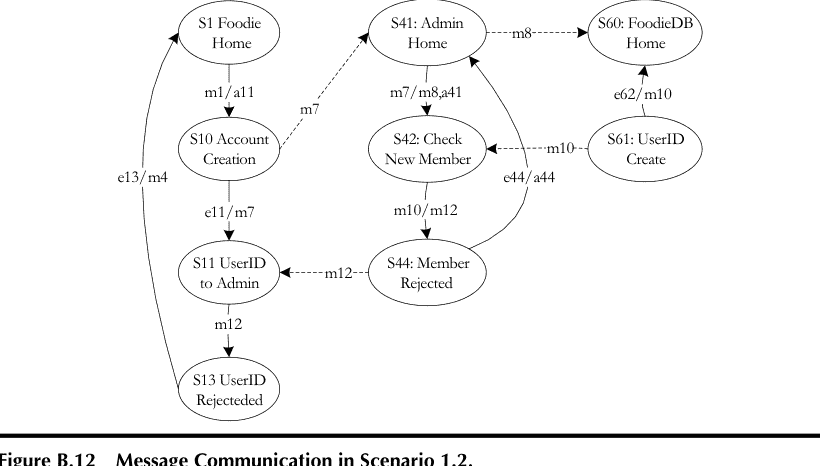 S1 Foodie
Home
S41: Admin
Home
m8
S60: FoodieDB
Home
m1/a11
m7
m7/m8,a41
e62/m10
S10 Account
Creation
S42: Check
New Member
m10
S61: UserID
Create
e13/m4
e44/a44
e11/m7
m10/m12
S11 UserID
to Admin
m12
S44: Member
Rejected
m12
S13 UserID
Rejecteded
Figure B.12 Message Communication in Scenario 1.2.